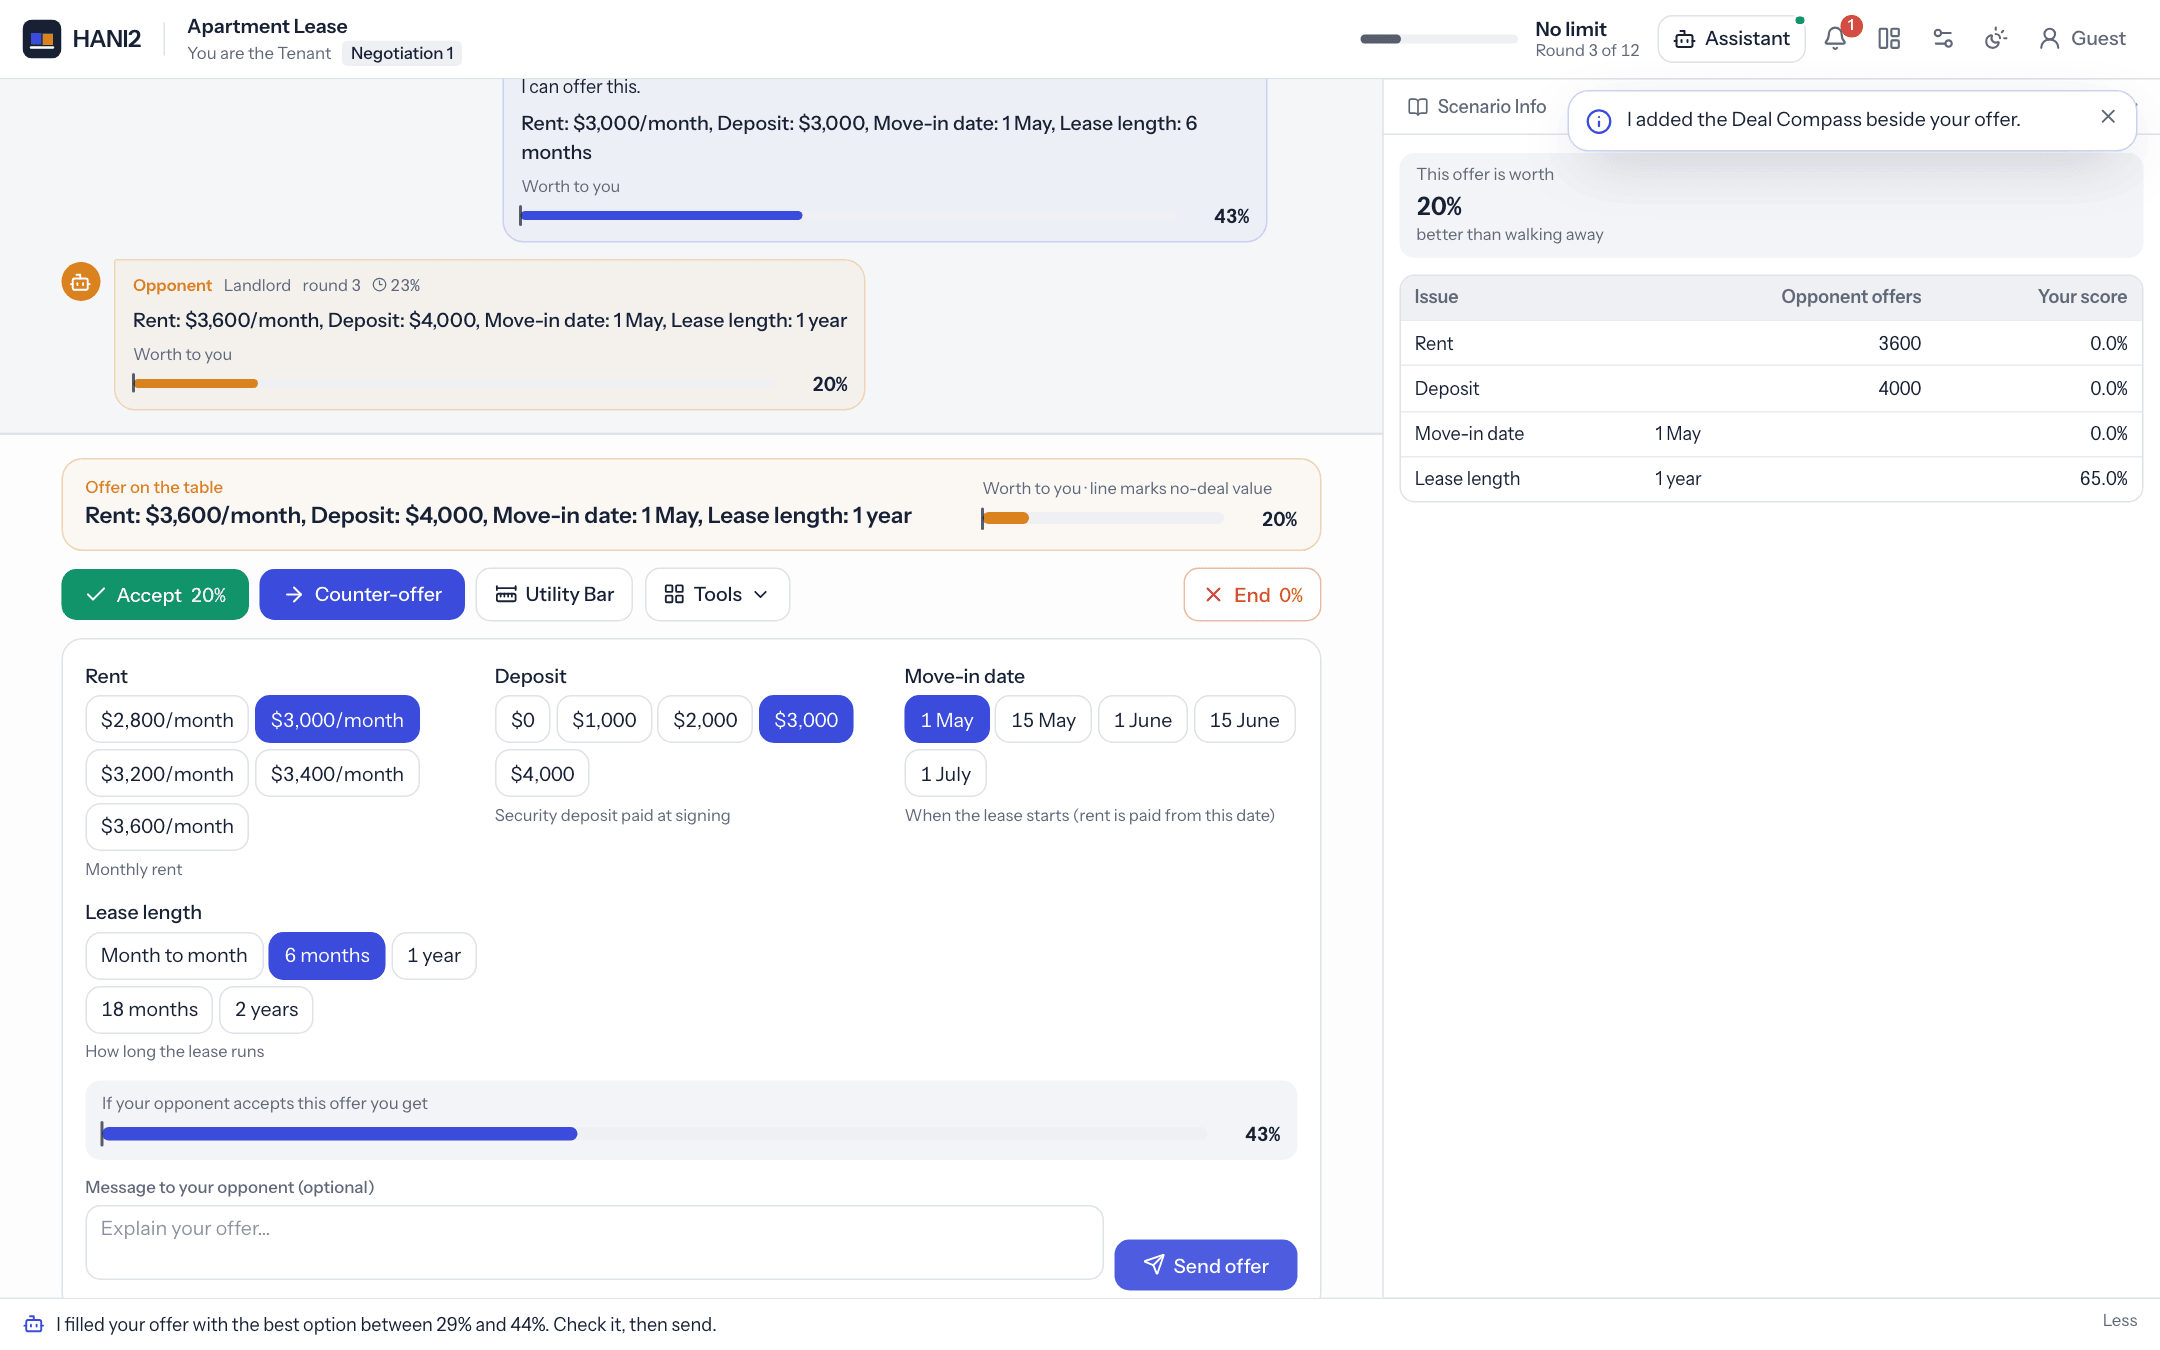 HANI2
Apartment Lease
You are the Tenant Negotiation 1
No limit
Round 3 of 12
Assistant
1
Guest
I can offer this.
Rent: $3,000/month, Deposit: $3,000, Move-in date: 1 May, Lease length: 6
months
Worth to you
43%
Opponent Landlord round 3 23%
Rent: $3,600/month, Deposit: $4,000, Move-in date: 1 May, Lease length: 1 year
Worth to you
20%
Offer on the table
Rent: $3,600/month, Deposit: $4,000, Move-in date: 1 May, Lease length: 1 year
Worth to you · line marks no-deal value
20%
Accept 20%
Counter-offer
Utility Bar
Tools
End 0%
Rent
$2,800/month $3,000/month
$3,200/month $3,400/month
$3,600/month
Monthly rent
Deposit
$0 $1,000 $2,000 $3,000
$4,000
Security deposit paid at signing
Move-in date
1 May 15 May 1 June 15 June
1 July
When the lease starts (rent is paid from this date)
Lease length
Month to month 6 months 1 year
18 months 2 years
How long the lease runs
If your opponent accepts this offer you get
43%
Message to your opponent (optional)
Explain your offer...
Send offer
Scenario Info
I added the Deal Compass beside your offer.
This offer is worth
20%
better than walking away
Issue Opponent offers Your score
Rent 3600 0.0%
Deposit 4000 0.0%
Move-in date 1 May 0.0%
Lease length 1 year 65.0%
I filled your offer with the best option between 29% and 44%. Check it, then send.
Less